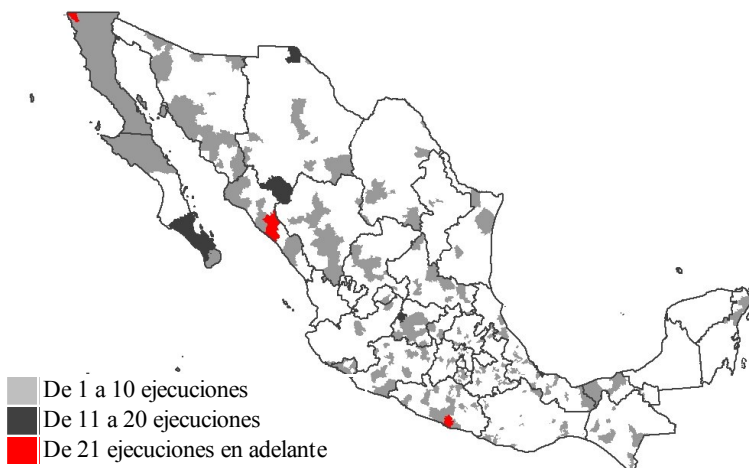 De 1 a 10 ejecuciones
De 11 a 20 ejecuciones
De 21 ejecuciones en adelante